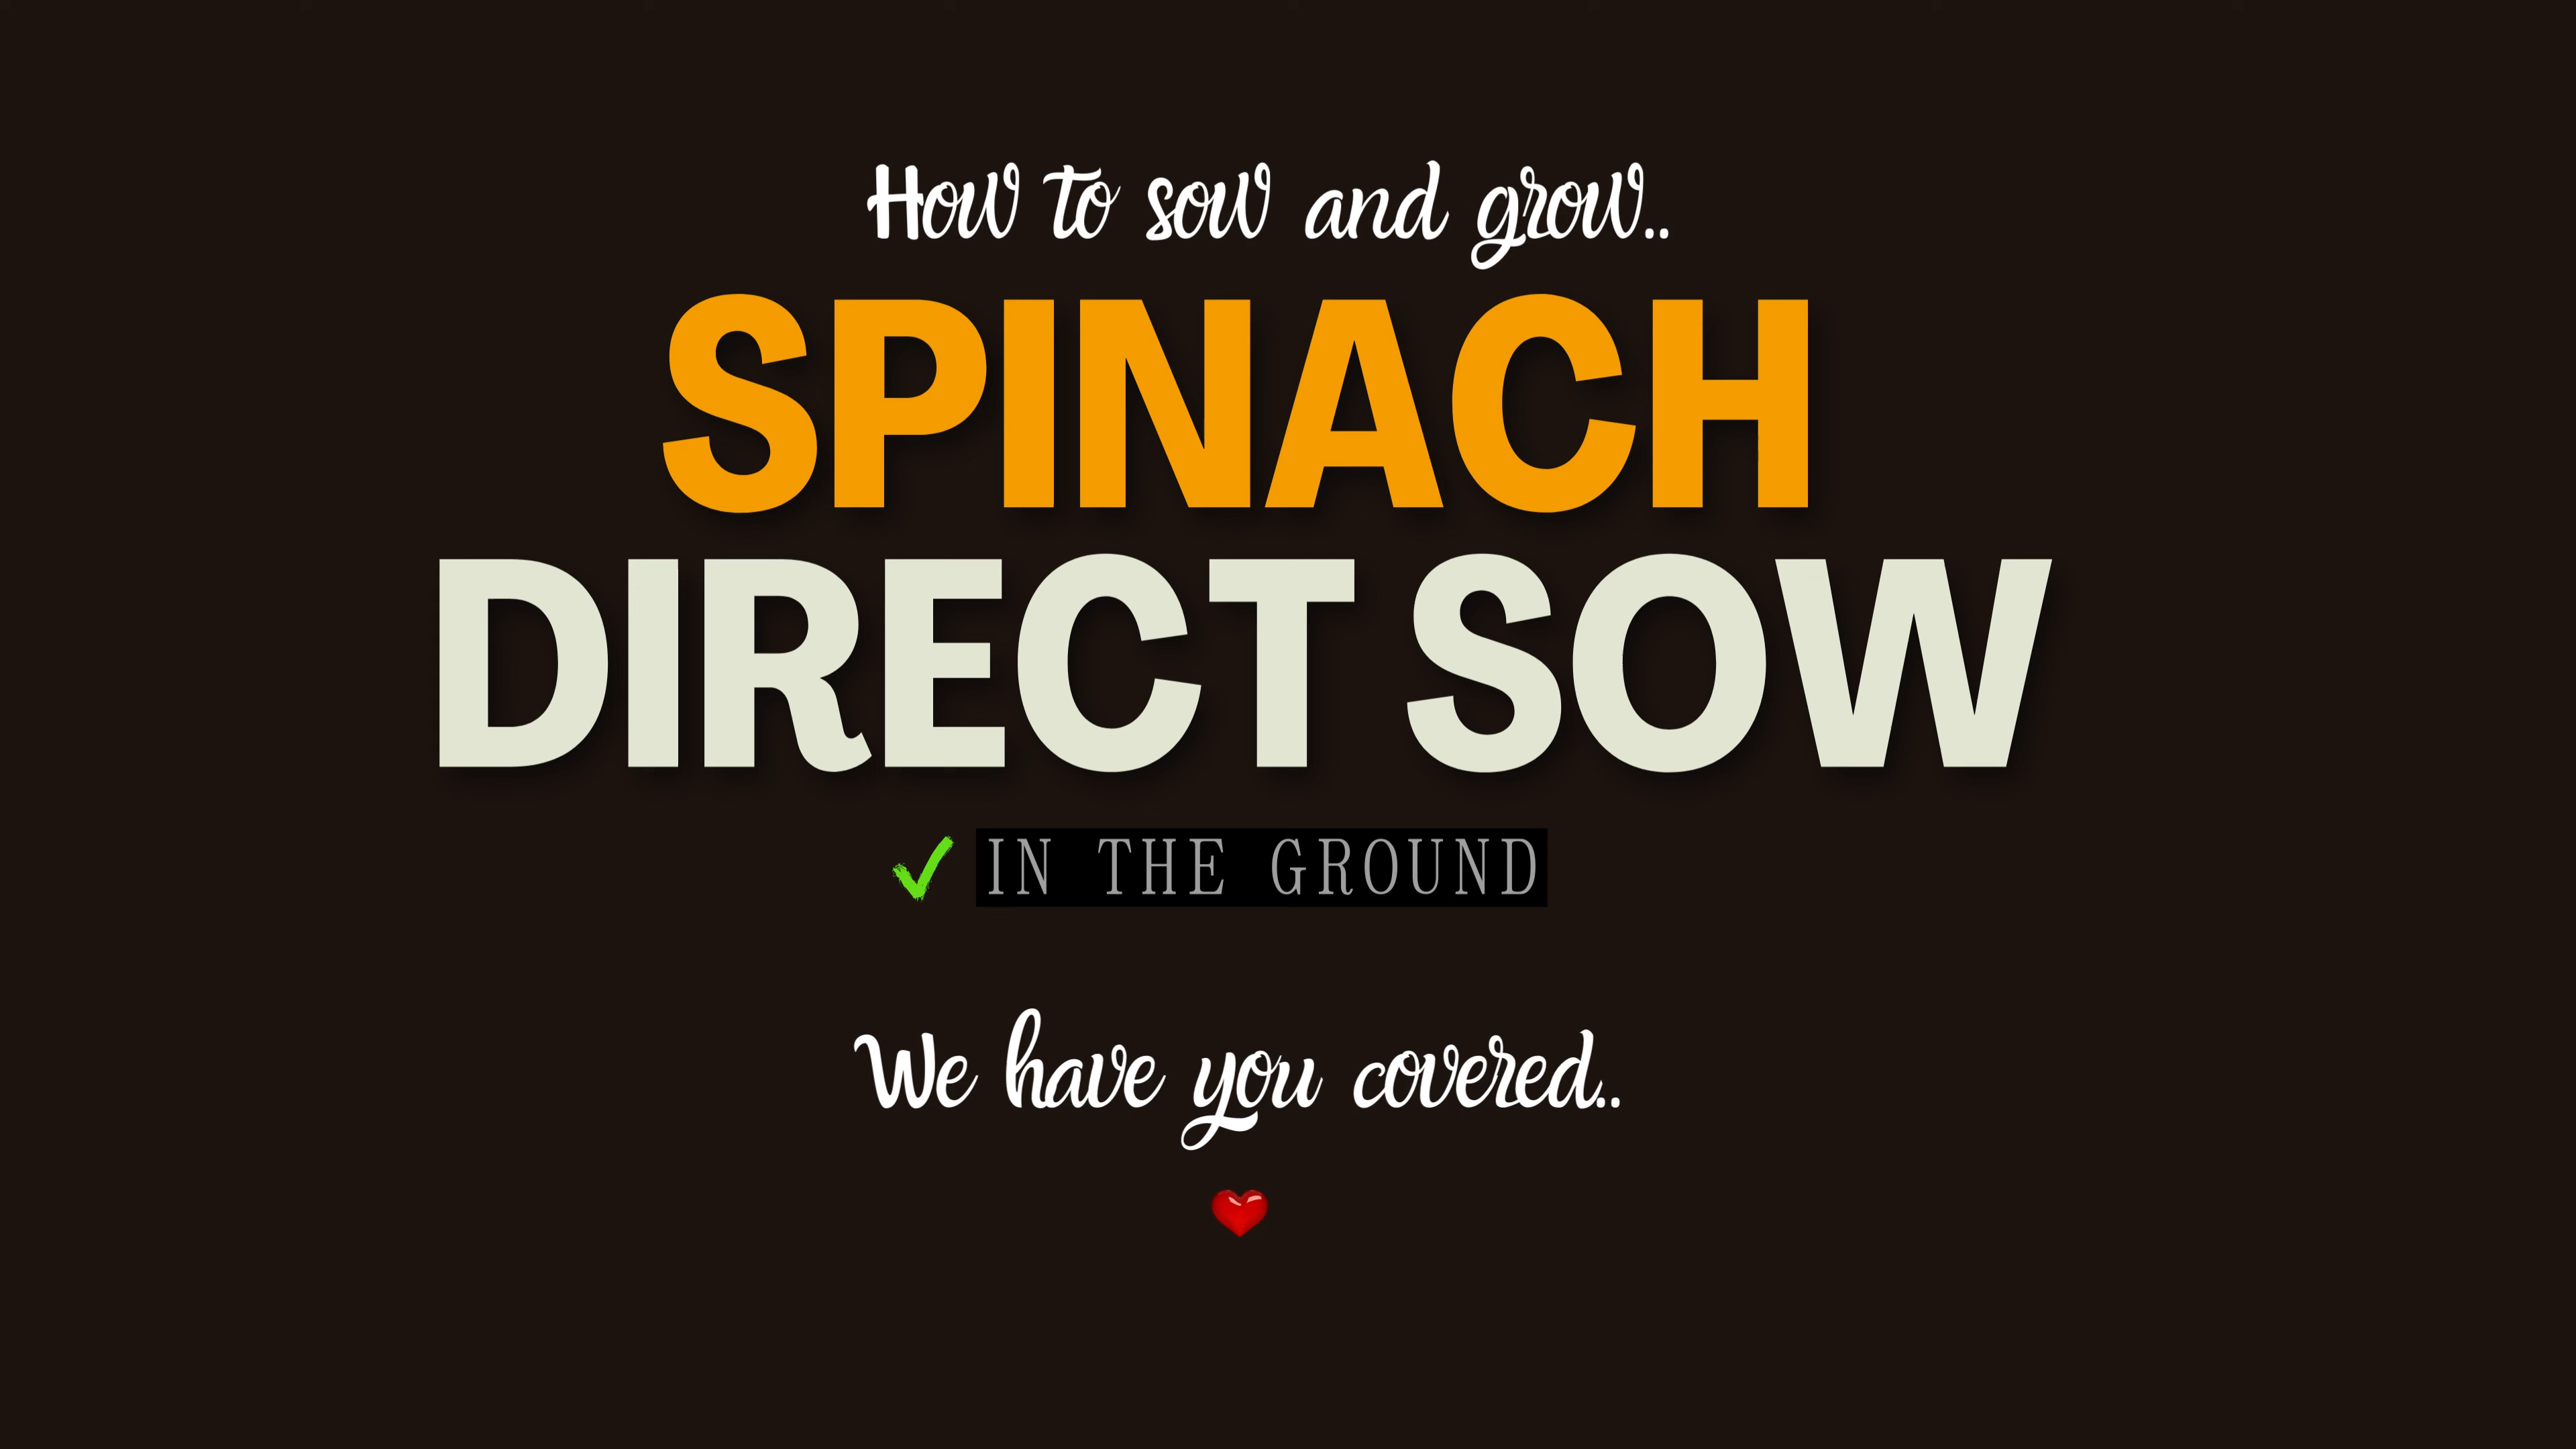 How to sow and grow..
SPINACH
DIRECT SOW
IN THE GROUND
We have you covered..